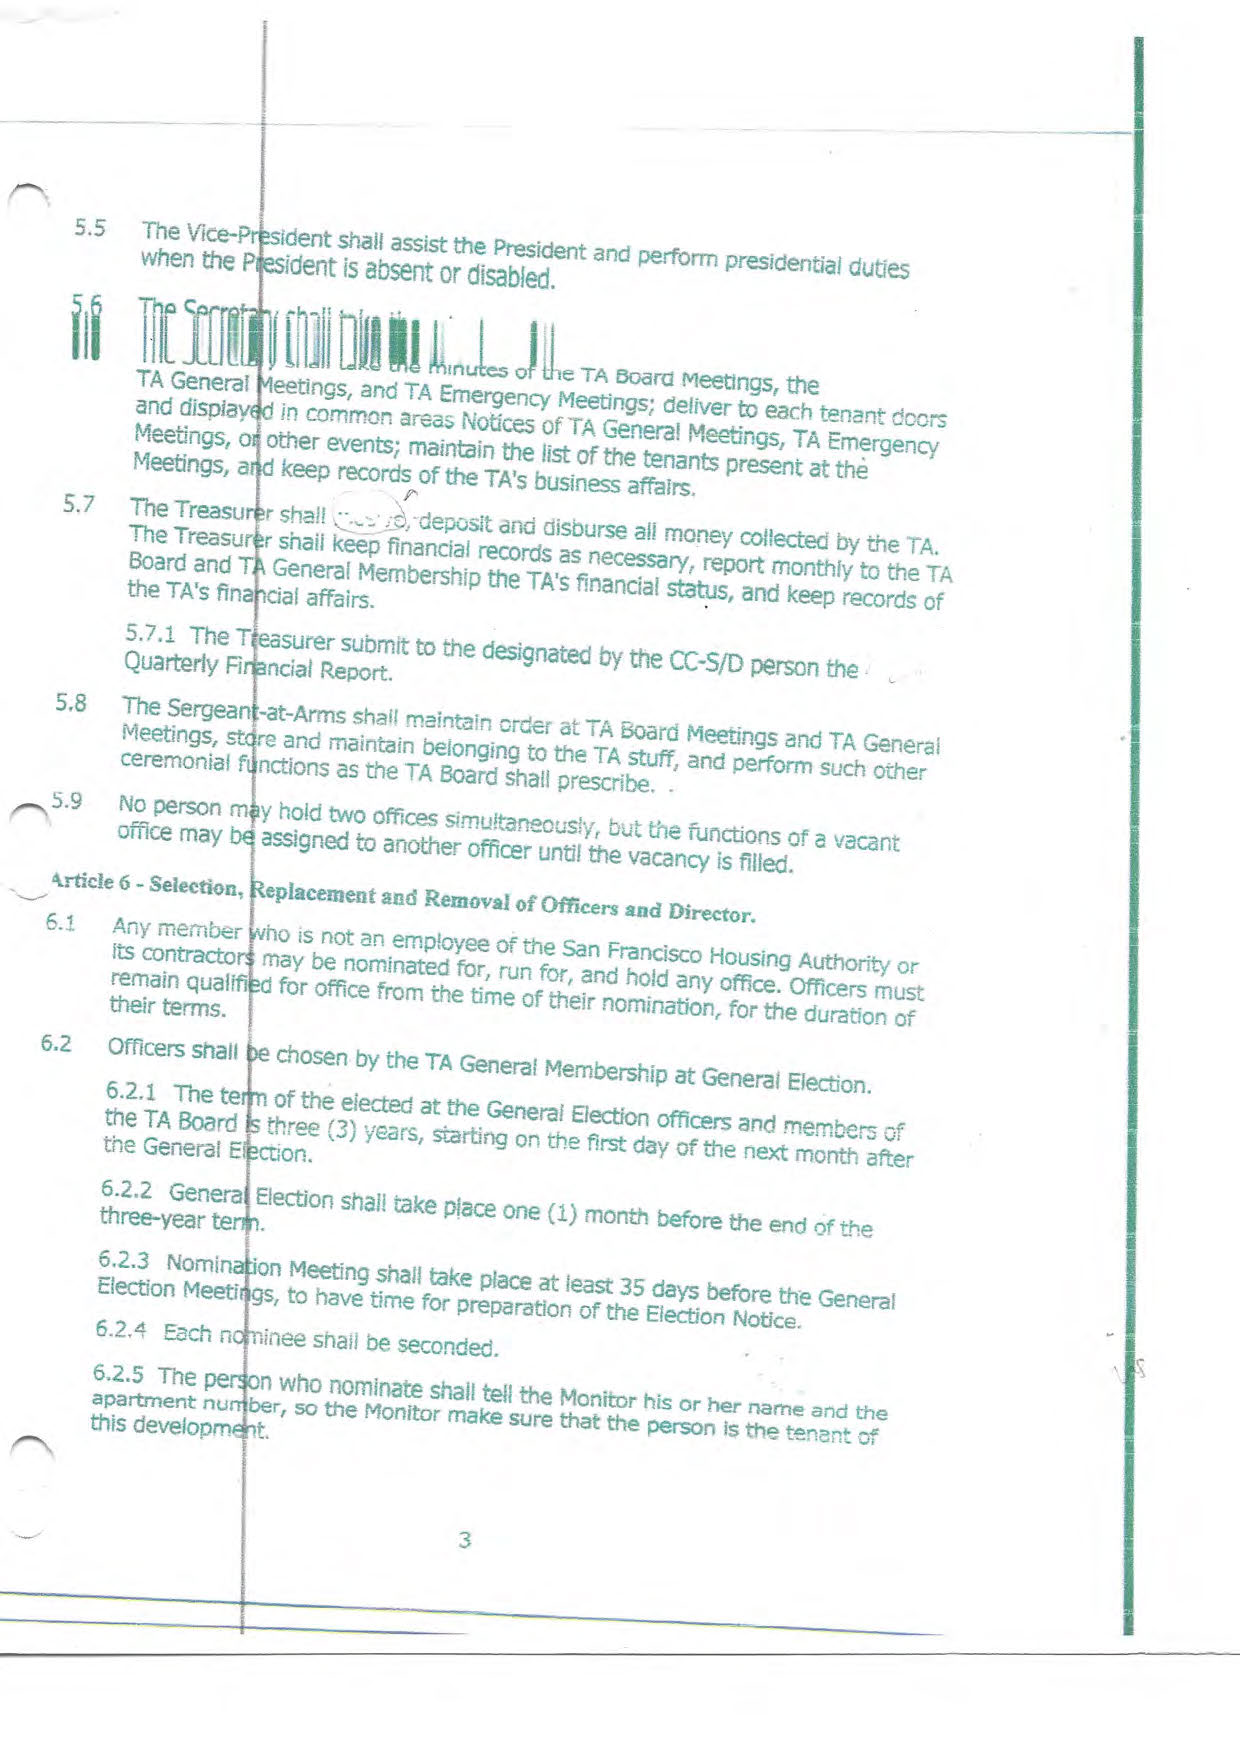 5.5 The Vice-President shall assist the President and perform presidential duties
when the President is absent or disabled.
5.6 The Secretary shall take the minutes of the TA Board Meetings, the
TA General Meetings, and TA Emergency Meetings; deliver to each tenant doors
and displayed in common areas Notices of TA General Meetings, TA Emergency
Meetings, or other events; maintain the list of the tenants present at the
Meetings, and keep records of the TA's business affairs.
5.7 The Treasurer shall deposit and disburse all money collected by the TA.
The Treasurer shall keep financial records as necessary, report monthly to the TA
Board and TA General Membership the TA's financial status, and keep records of
the TA's financial affairs.
5.7.1 The Treasurer submit to the designated by the CC-S/D person the
Quarterly Financial Report.
5.8 The Sergeant-at-Arms shall maintain order at TA Board Meetings and TA General
Meetings, store and maintain belonging to the TA stuff, and perform such other
ceremonial functions as the TA Board shall prescribe.
5.9 No person may hold two offices simultaneously, but the functions of a vacant
office may be assigned to another officer until the vacancy is filled.
Article 6 - Selection, Replacement and Removal of Officers and Director.
6.1 Any member who is not an employee of the San Francisco Housing Authority or
its contractors may be nominated for, run for, and hold any office. Officers must
remain qualified for office from the time of their nomination, for the duration of
their terms.
6.2 Officers shall be chosen by the TA General Membership at General Election.
6.2.1 The term of the elected at the General Election officers and members of
the TA Board is three (3) years, starting on the first day of the next month after
the General Election.
6.2.2 General Election shall take place one (1) month before the end of the
three-year term.
6.2.3 Nomination Meeting shall take place at least 35 days before the General
Election Meetings, to have time for preparation of the Election Notice.
6.2.4 Each nominee shall be seconded.
6.2.5 The person who nominate shall tell the Monitor his or her name and the
apartment number, so the Monitor make sure that the person is the tenant of
this development.
3